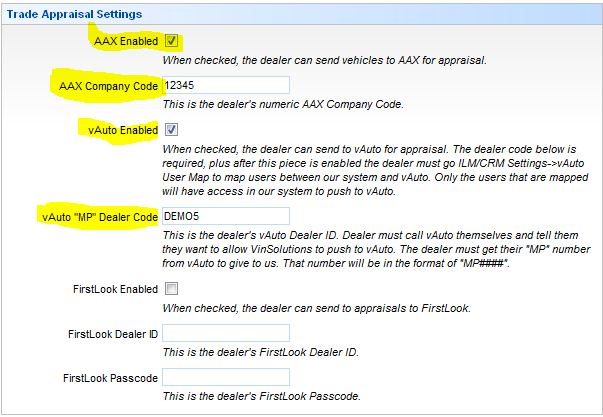 Trade Appraisal Settings
AAX Enabled
When checked, the dealer can send vehicles to AAX for appraisal.
AAX Company Code 12345
This is the dealer's numeric AAX Company Code.
vAuto Enabled
When checked, the dealer can send to vAuto for appraisal. The dealer code below is
required, plus after this piece is enabled the dealer must go ILM/CRM Settings->vAuto
User Map to map users between our system and vAuto. Only the users that are mapped
will have access in our system to push to vAuto.
vAuto "MP" Dealer Code DEMO5
This is the dealer's vAuto Dealer ID. Dealer must call vAuto themselves and tell them
they want to allow VinSolutions to push to vAuto. The dealer must get their "MP" number
from vAuto to give to us. That number will be in the format of "MP####".
FirstLook Enabled
When checked, the dealer can send to appraisals to FirstLook.
FirstLook Dealer ID
This is the dealer's FirstLook Dealer ID.
FirstLook Passcode
This is the dealer's FirstLook Passcode.